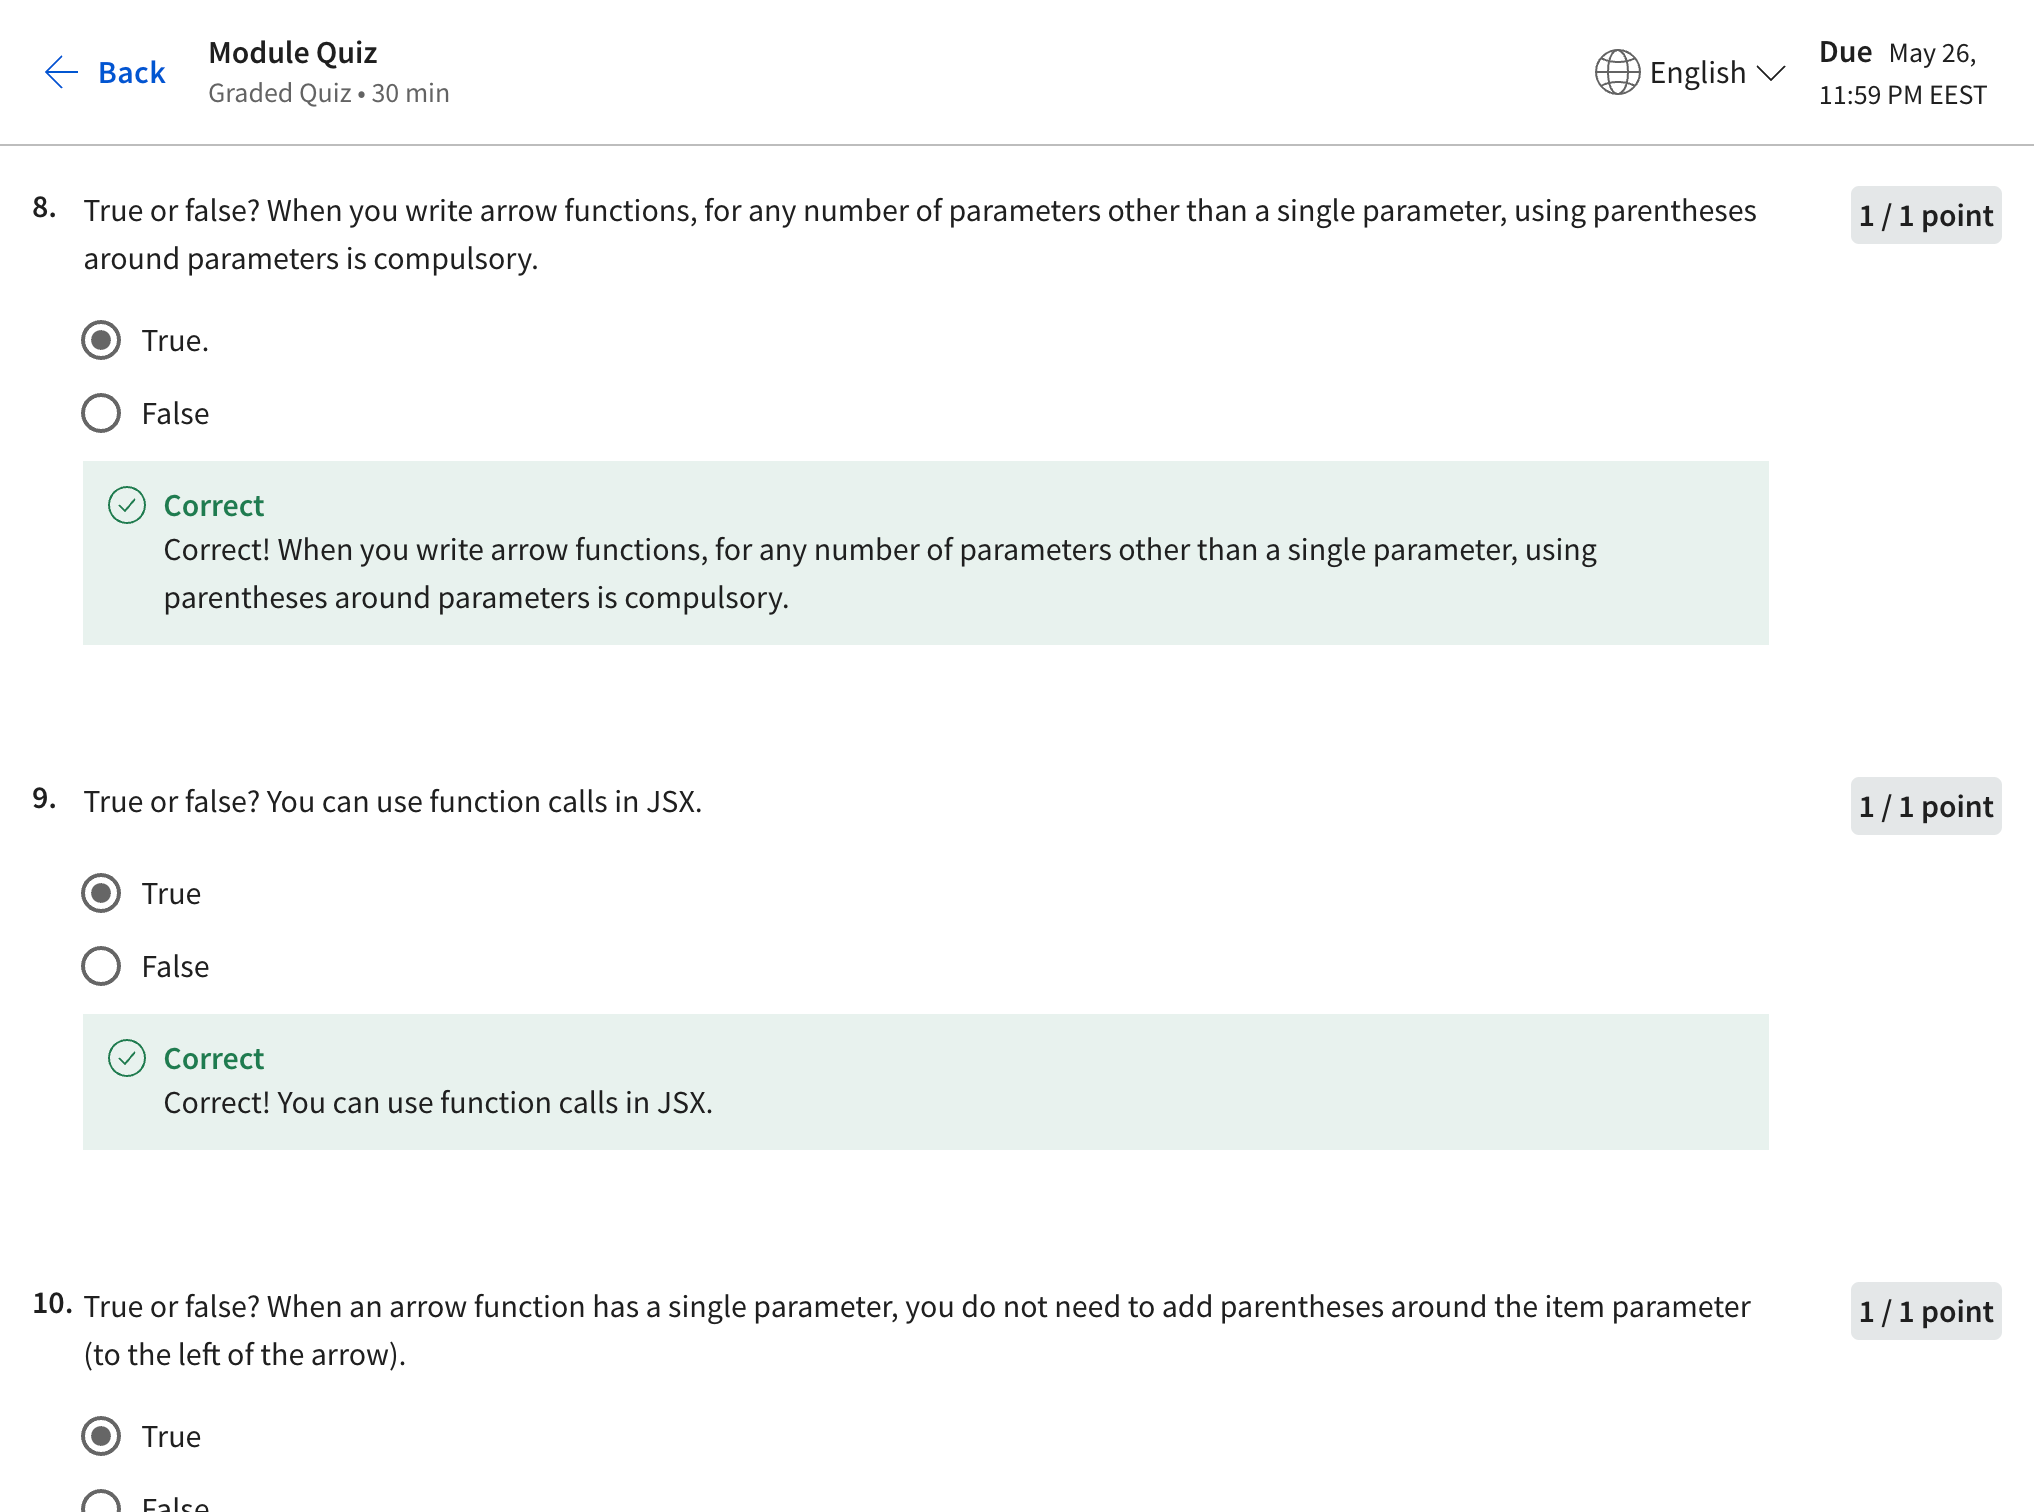 Back
Module Quiz
Graded Quiz • 30 min
English
Due May 26,
11:59 PM EEST
8. True or false? When you write arrow functions, for any number of parameters other than a single parameter, using parentheses
around parameters is compulsory.
1 / 1 point
True.
False
Correct
Correct! When you write arrow functions, for any number of parameters other than a single parameter, using
parentheses around parameters is compulsory.
9. True or false? You can use function calls in JSX.
1 / 1 point
True
False
Correct
Correct! You can use function calls in JSX.
10. True or false? When an arrow function has a single parameter, you do not need to add parentheses around the item parameter
(to the left of the arrow).
1 / 1 point
True
False